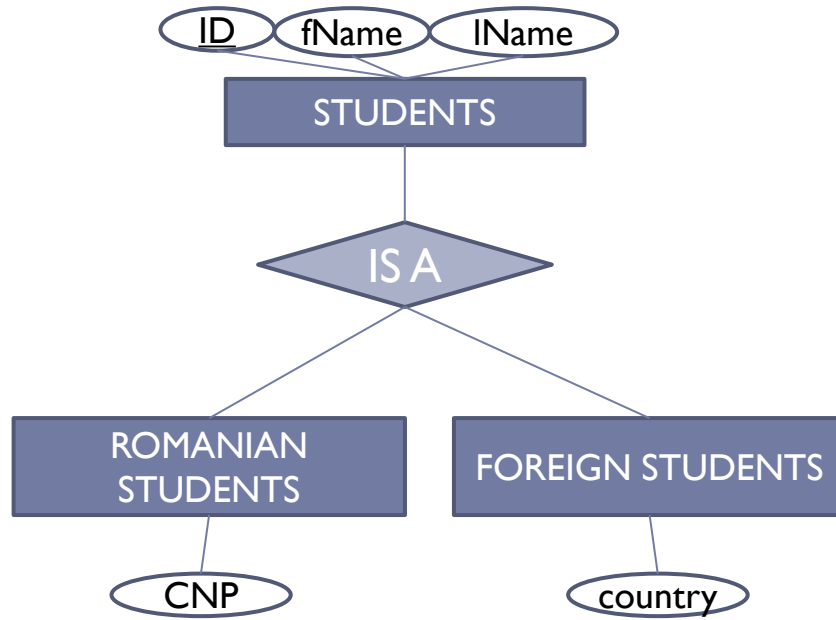 ID fName lName
STUDENTS
IS A
ROMANIAN
STUDENTS
FOREIGN STUDENTS
CNP
country